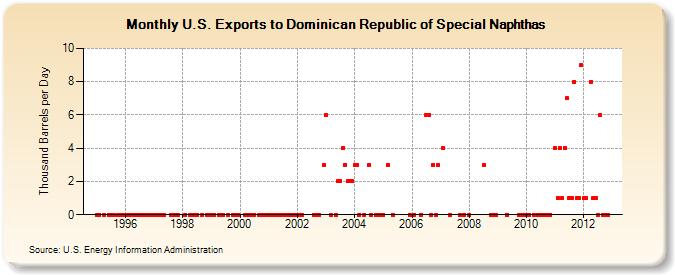 Monthly U.S. Exports to Dominican Republic of Special Naphthas
Thousand Barrels per Day
10
8
6
4
2
0
1996 1998 2000 2002 2004 2006 2008 2010 2012
Source: U.S. Energy Information Administration